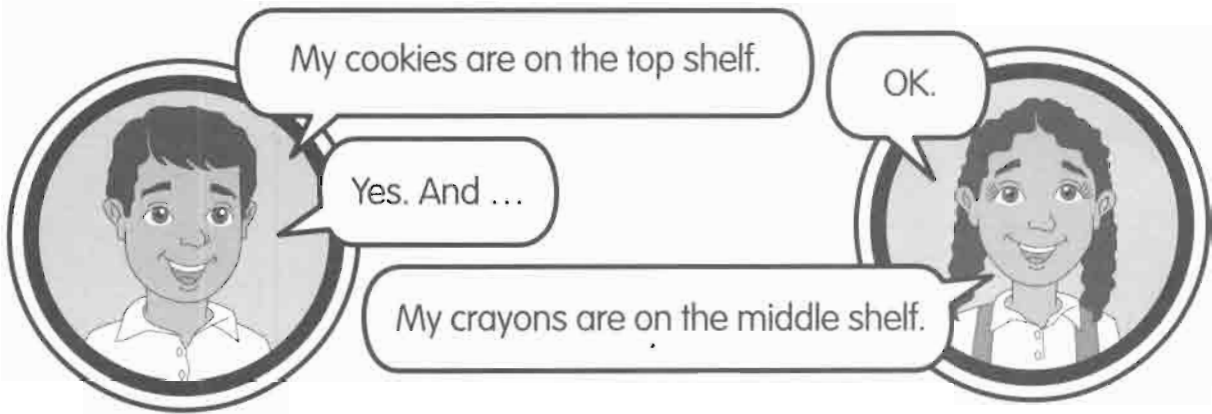 My cookies are on the top shelf.
OK.
Yes. And ...
My crayons are on the middle shelf.